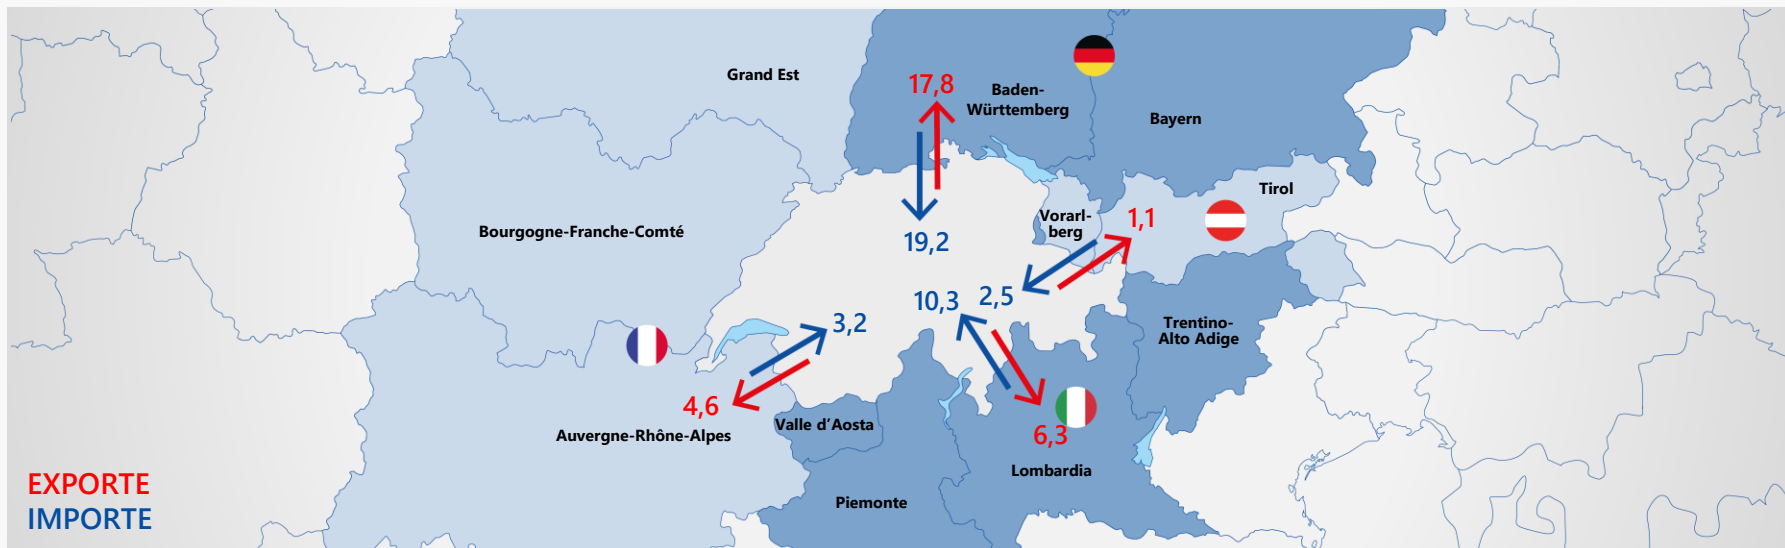 Grand Est
17,8
Baden-
Württemberg
Bayern
Tirol
Vorarl-
berg
1,1
Bourgogne-Franche-Comté
19,2
10,3
2,5
3,2
Trentino-
Alto Adige
4,6
Auvergne-Rhône-Alpes
Valle d’Aosta
6,3
Lombardia
Piemonte
EXPORTE
IMPORTE